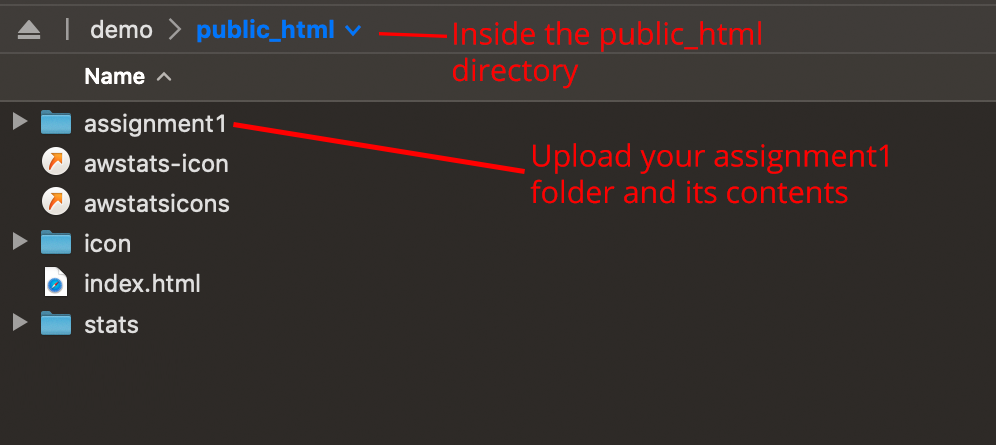 demo > public_html
Inside the public_html
directory
Name
assignment1
awstats-icon
Upload your assignment1
folder and its contents
awstatsicons
icon
index.html
stats